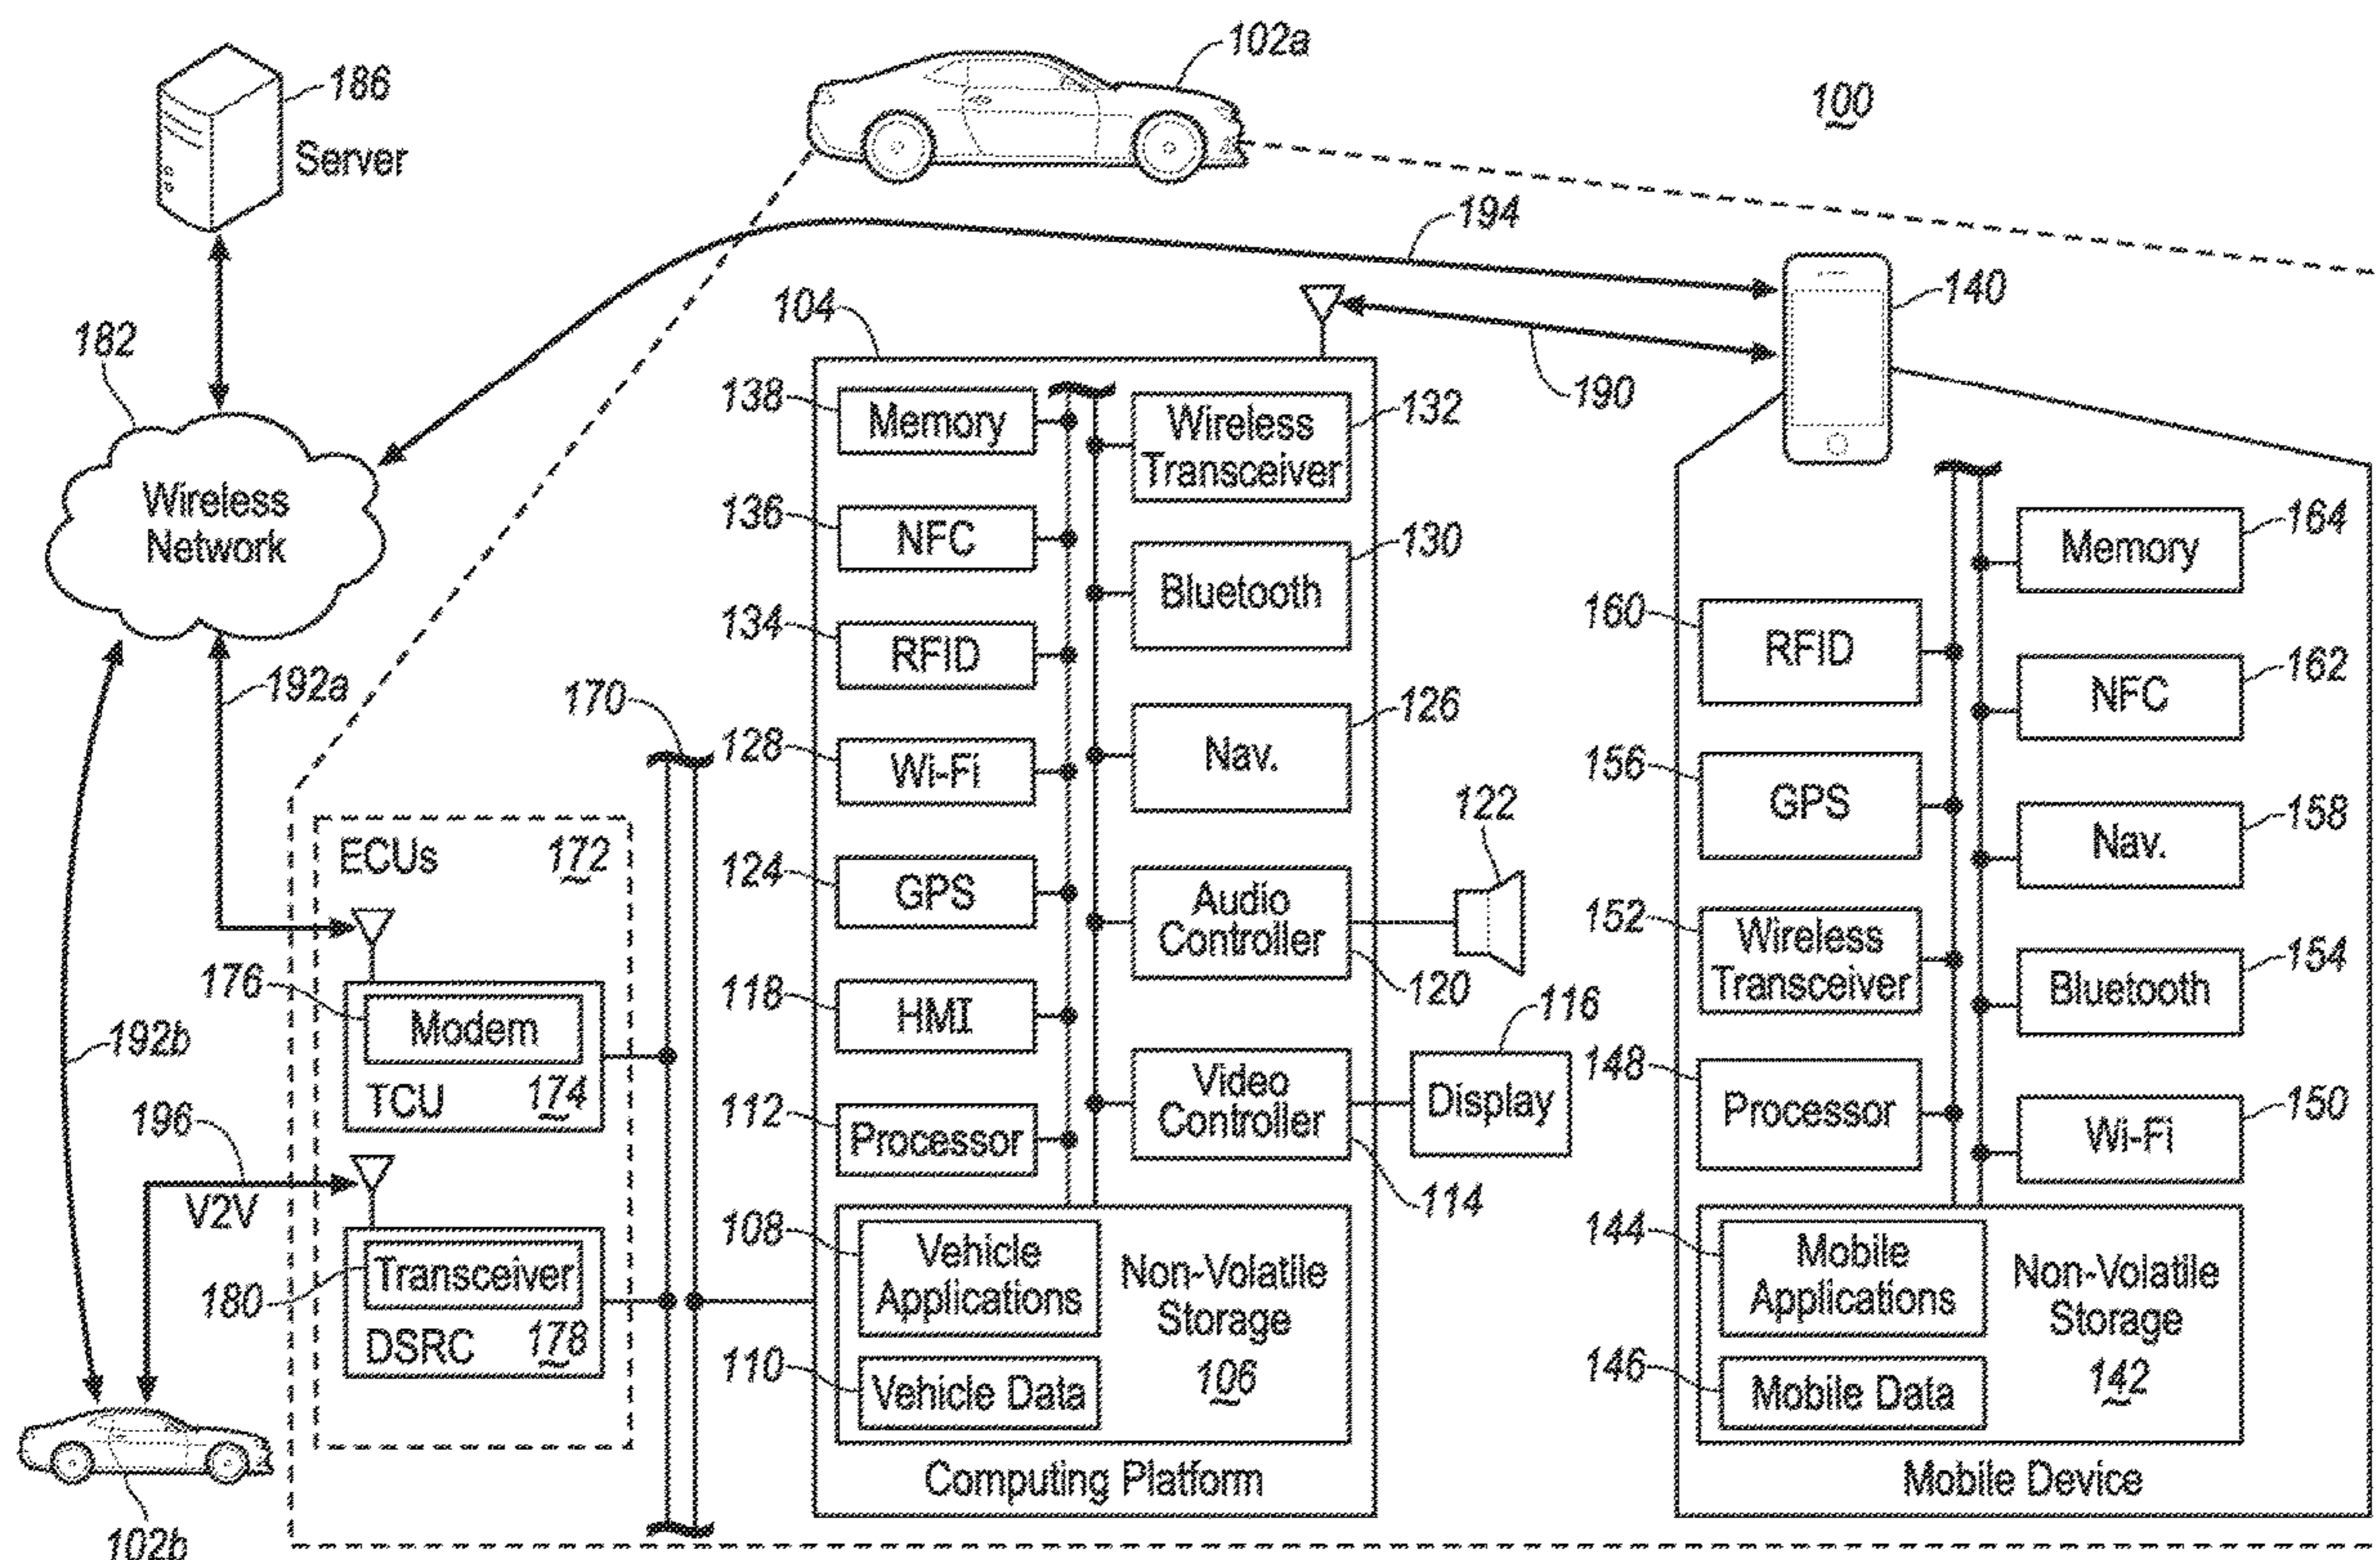 102a
100
186
Server
194
140
190
182
Wireless
Network
104
138
Memory
Wireless
Transceiver
132
136
NFC
Bluetooth
130
134
RFID
128
Wi-Fi
Nav.
126
124
GPS
Audio
Controller
120
122
118
HMI
112
Processor
Video
Controller
114
116
Display
108
Vehicle
Applications
110
Vehicle Data
Non-Volatile
Storage
106
Computing Platform
192a
170
ECUs
172
176
Modem
TCU
174
192b
196
V2V
180
Transceiver
DSRC
178
102b
Memory
164
160
RFID
NFC
162
156
GPS
Nav.
158
152
Wireless
Transceiver
Bluetooth
154
148
Processor
Wi-Fi
150
144
Mobile
Applications
146
Mobile Data
Non-Volatile
Storage
142
Mobile Device